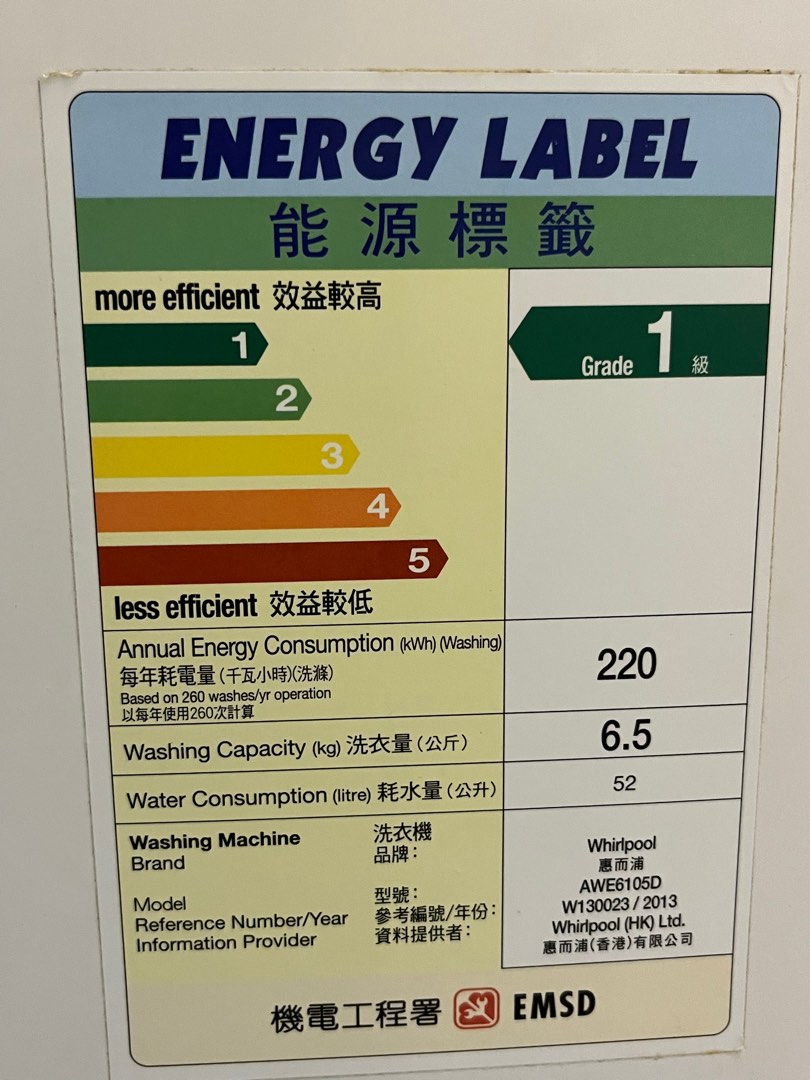 ENERGY LABEL
能源標籤
more efficient 效益較高
1
2
3
4
5
less efficient 效益較低
Grade 1 級
Annual Energy Consumption (kWh) (Washing)
每年耗電量 (千瓦小時)(洗滌)
Based on 260 washes/yr operation
以每年使用260次計算
220
Washing Capacity (kg) 洗衣量 (公斤)
6.5
Water Consumption (litre) 耗水量 (公升)
52
Washing Machine 洗衣機
Brand 品牌:
Whirlpool
惠而浦
Model 型號:
AWE6105D
Reference Number/Year 參考編號/年份:
W130023 / 2013
Information Provider 資料提供者:
Whirlpool (HK) Ltd.
惠而浦(香港)有限公司
機電工程署 EMSD